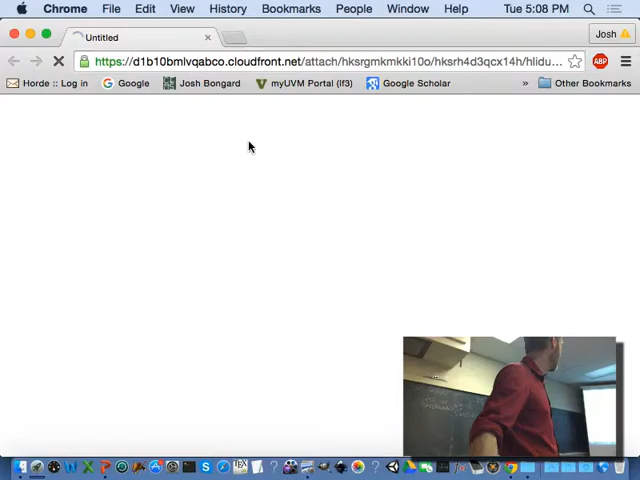 Chrome File Edit View History Bookmarks People Window Help Tue 5:08 PM
Untitled Josh
https://d1b10bmlvqabco.cloudfront.net/attach/hksrgmkmkki10o/hksrh4d3qcx14h/hlidu...
ABP
Horde :: Log in Google Josh Bongard myUVM Portal (lf3) Google Scholar » Other Bookmarks